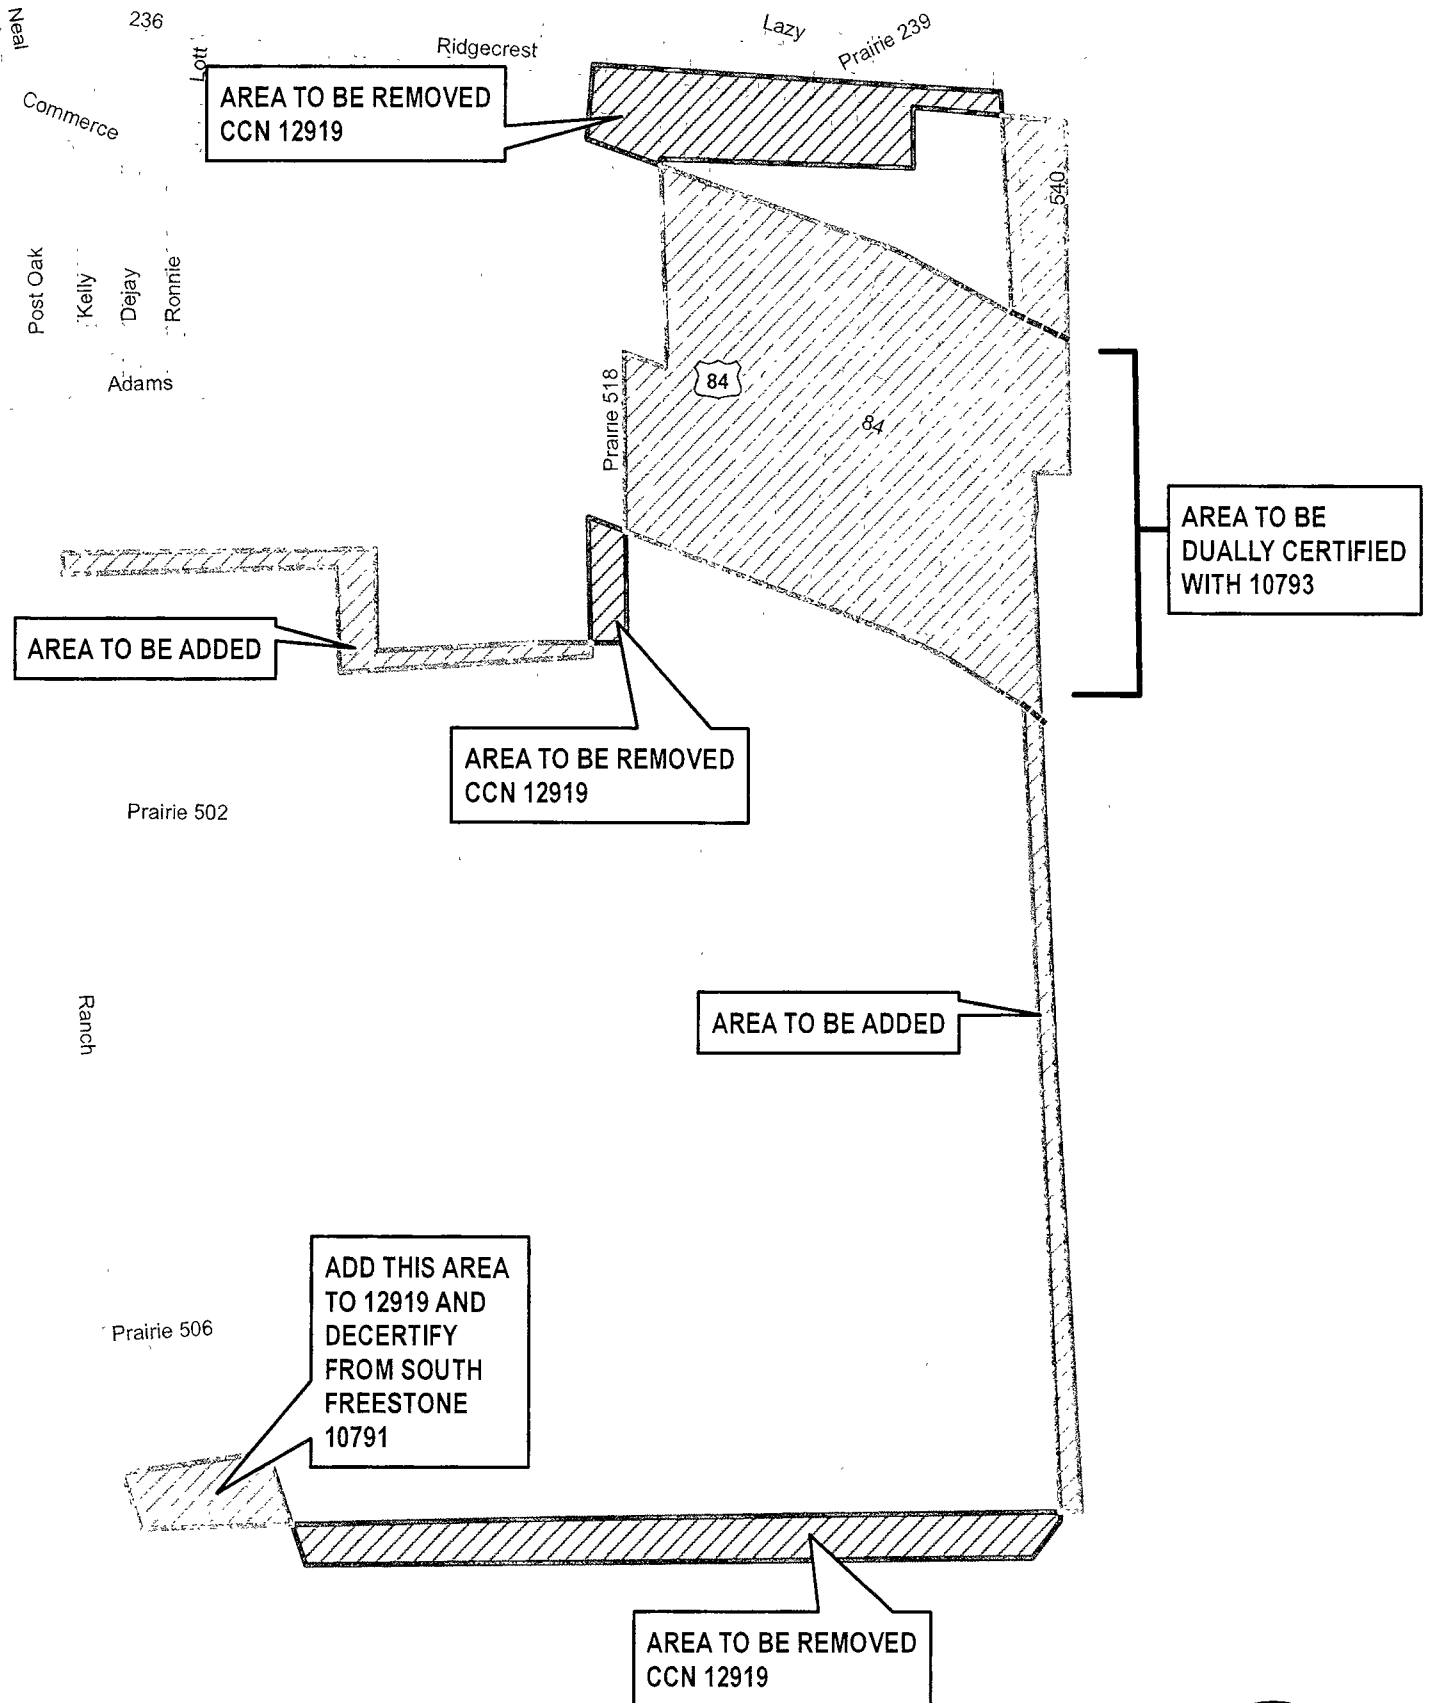 Neal
236
Lott
Ridgecrest
Lazy
Prairie 239
Commerce
AREA TO BE REMOVED
CCN 12919
540
Post Oak
Kelly
Dejay
Ronnie
Adams
Prairie 518
84
84
AREA TO BE
DUALLY CERTIFIED
WITH 10793
AREA TO BE ADDED
AREA TO BE REMOVED
CCN 12919
Prairie 502
Ranch
AREA TO BE ADDED
ADD THIS AREA
TO 12919 AND
DECERTIFY
FROM SOUTH
FREESTONE
10791
Prairie 506
AREA TO BE REMOVED
CCN 12919